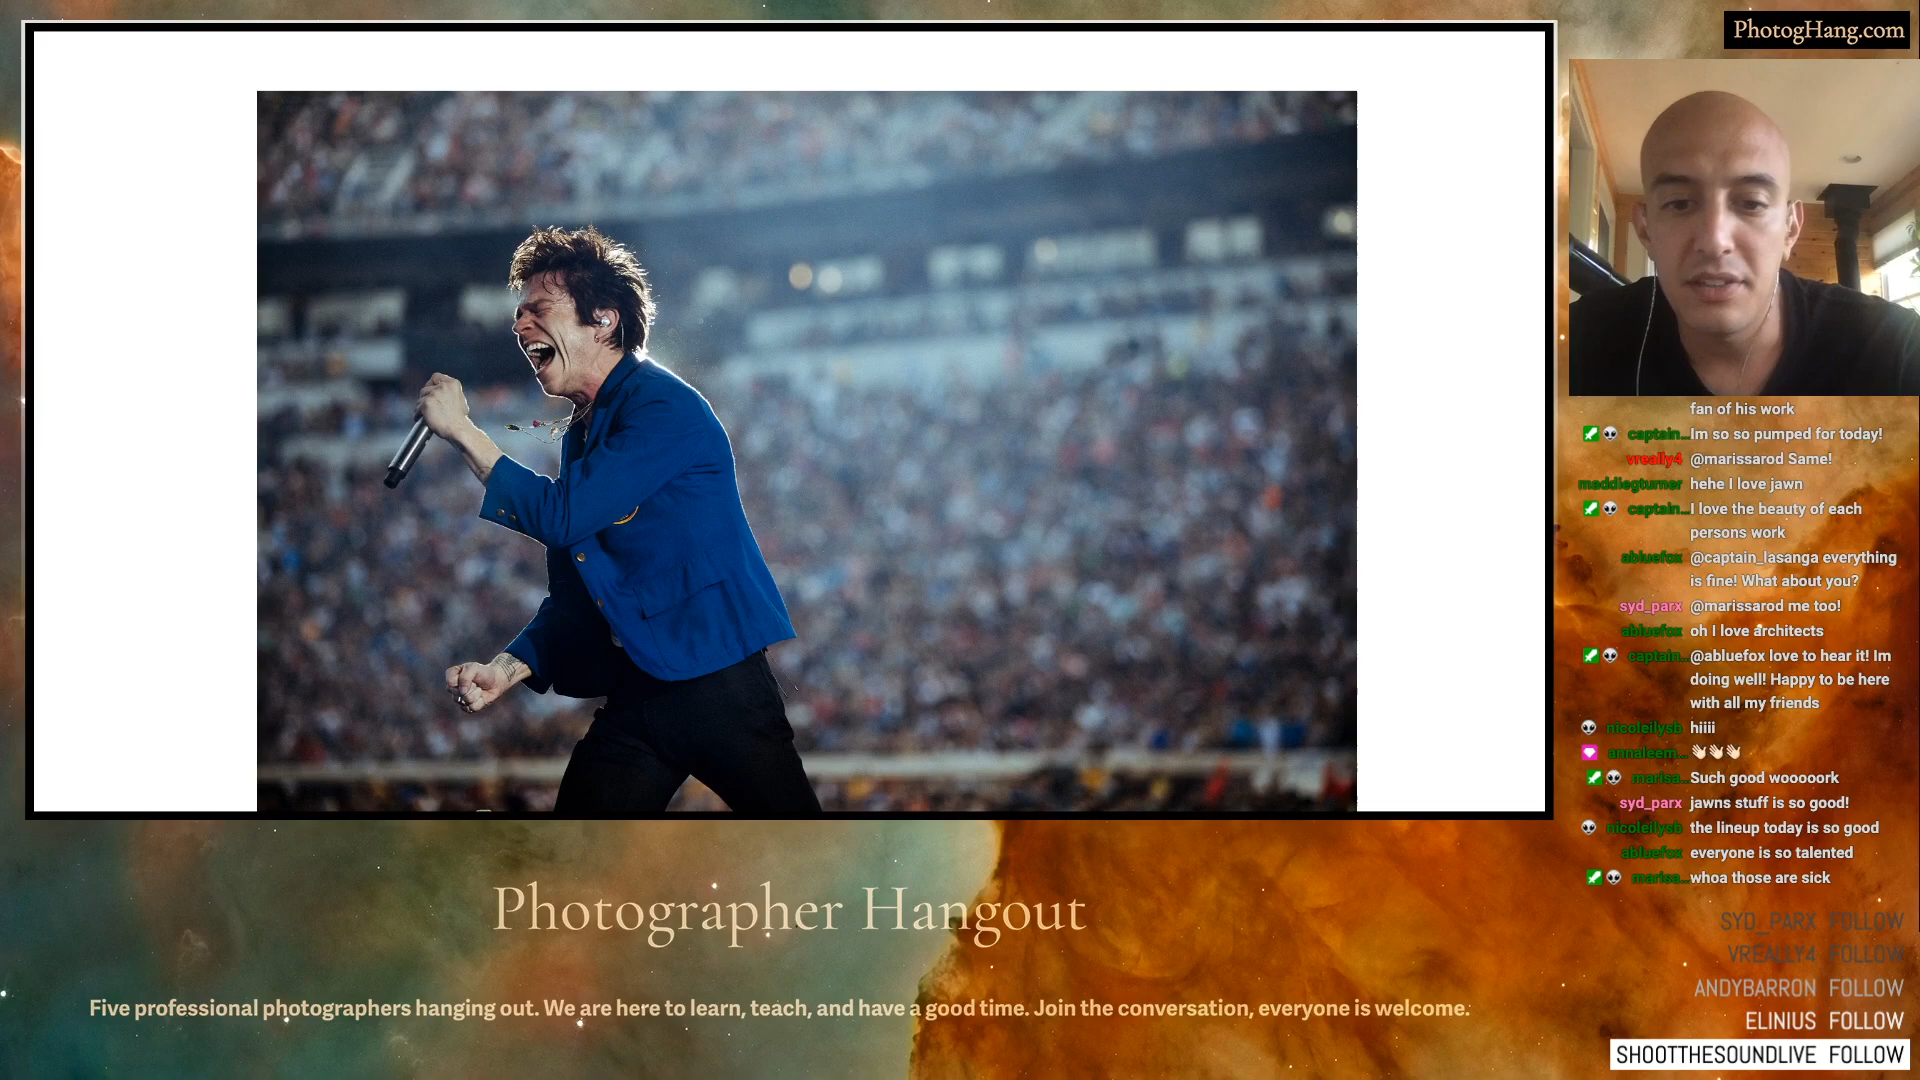 PhotogHang.com
fan of his work
captain... Im so so pumped for today!
vreally4 @marissarod Same!
maddiegturner hehe I love jawn
captain... I love the beauty of each
persons work
abluefox @captain_lasanga everything
is fine! What about you?
syd_parx @marissarod me too!
abluefox oh I love architects
captain... @abluefox love to hear it! Im
doing well! Happy to be here
with all my friends
nicoleilysb hiiii
annaleem... 👋🏻👋🏻👋🏻
marisa... Such good wooooork
syd_parx jawns stuff is so good!
nicoleilysb the lineup today is so good
abluefox everyone is so talented
marisa... whoa those are sick
Photographer Hangout
Five professional photographers hanging out. We are here to learn, teach, and have a good time. Join the conversation, everyone is welcome.
SYD_PARX FOLLOW
VREALLY4 FOLLOW
ANDYBARRON FOLLOW
ELINIUS FOLLOW
SHOOTTHESOUNDLIVE FOLLOW